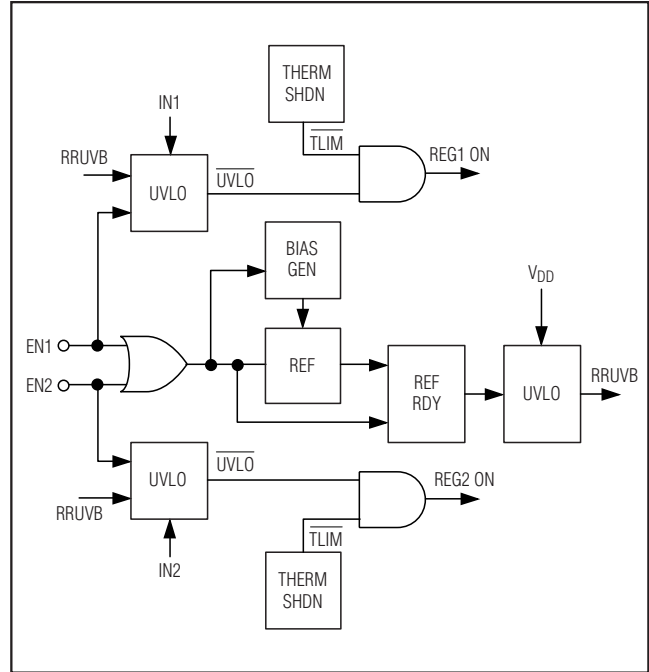 THERM
SHDN
IN1
TLIM
REG1 ON
RRUVB
UVLO
UVLO
BIAS
GEN
VDD
EN1
REF
REF
RDY
UVLO
RRUVB
EN2
UVLO
UVLO
REG2 ON
RRUVB
TLIM
IN2
THERM
SHDN